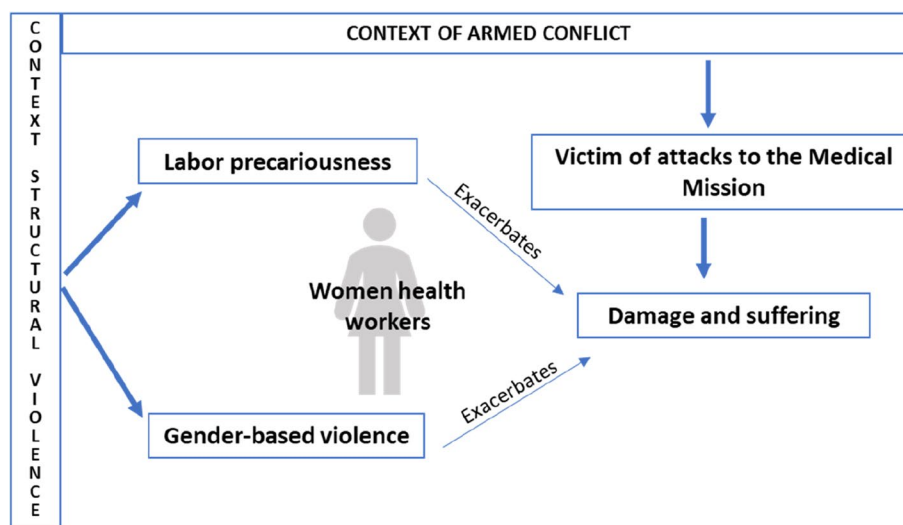 CONTEXT STRUCTURAL VIOLENCE
CONTEXT OF ARMED CONFLICT
Labor precariousness
Victim of attacks to the Medical
Mission
Exacerbates
Women health
workers
Damage and suffering
Exacerbates
Gender-based violence